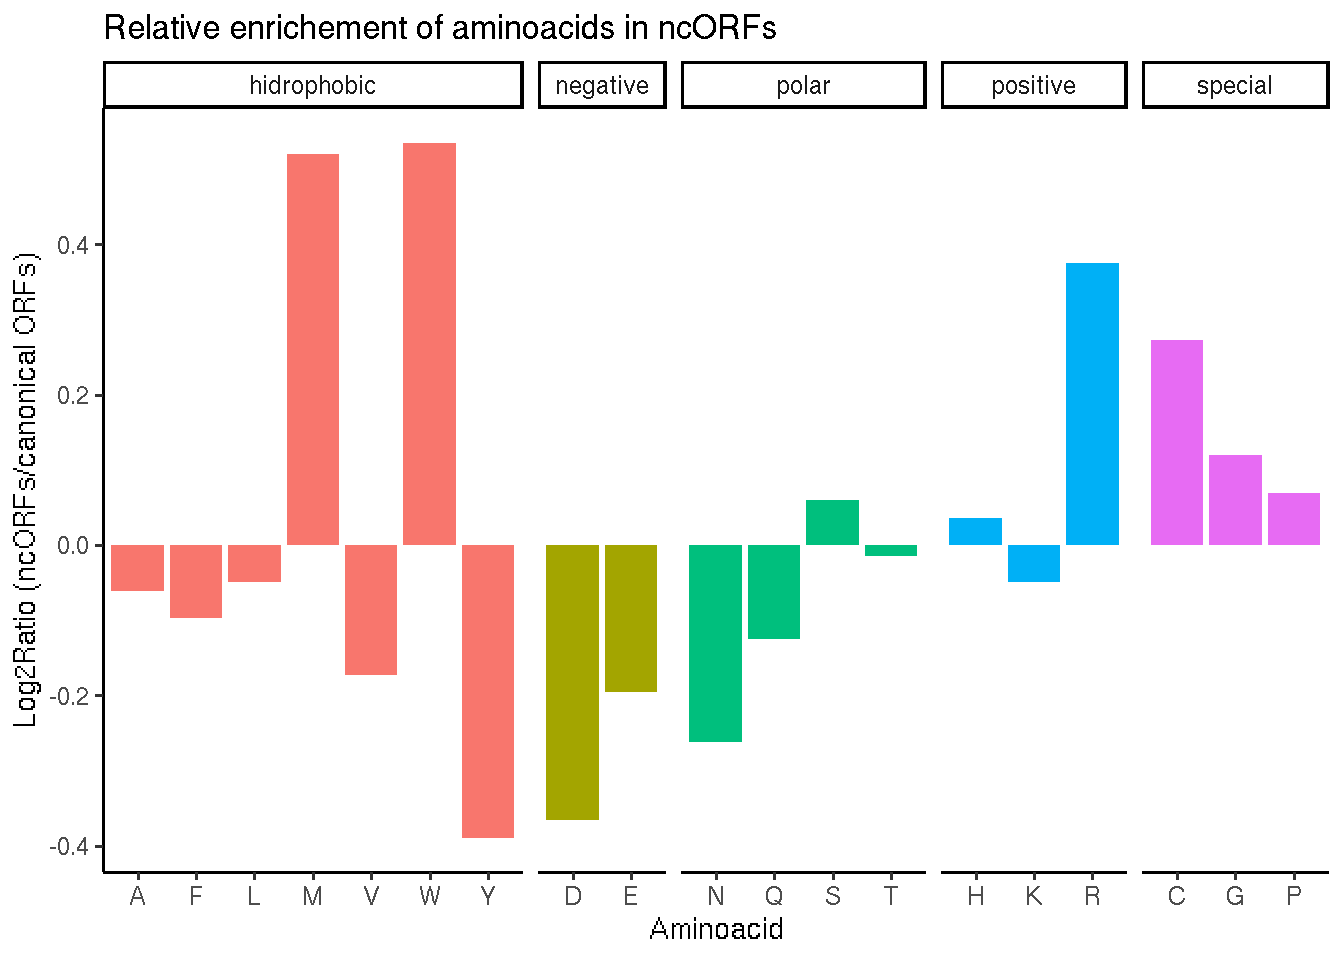 Relative enrichement of aminoacids in ncORFs
hidrophobic negative polar positive special
Log2Ratio (ncORFs/canonical ORFs)
0.4
0.2
0.0
-0.2
-0.4
A F L M V W Y D E N Q S T H K R C G P
Aminoacid